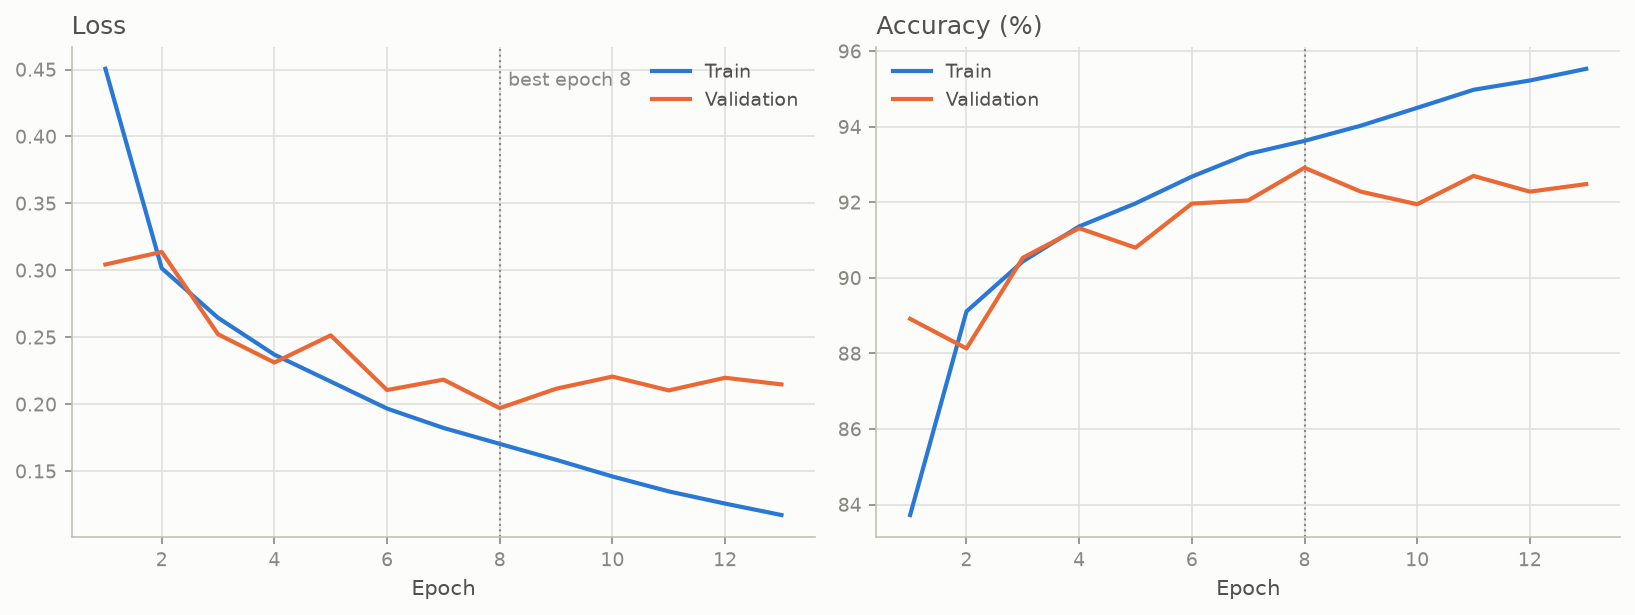 Loss
0.45
0.40
0.35
0.30
0.25
0.20
0.15
best epoch 8
Train
Validation
2 4 6 8 10 12
Epoch
Accuracy (%)
96
94
92
90
88
86
84
Train
Validation
2 4 6 8 10 12
Epoch